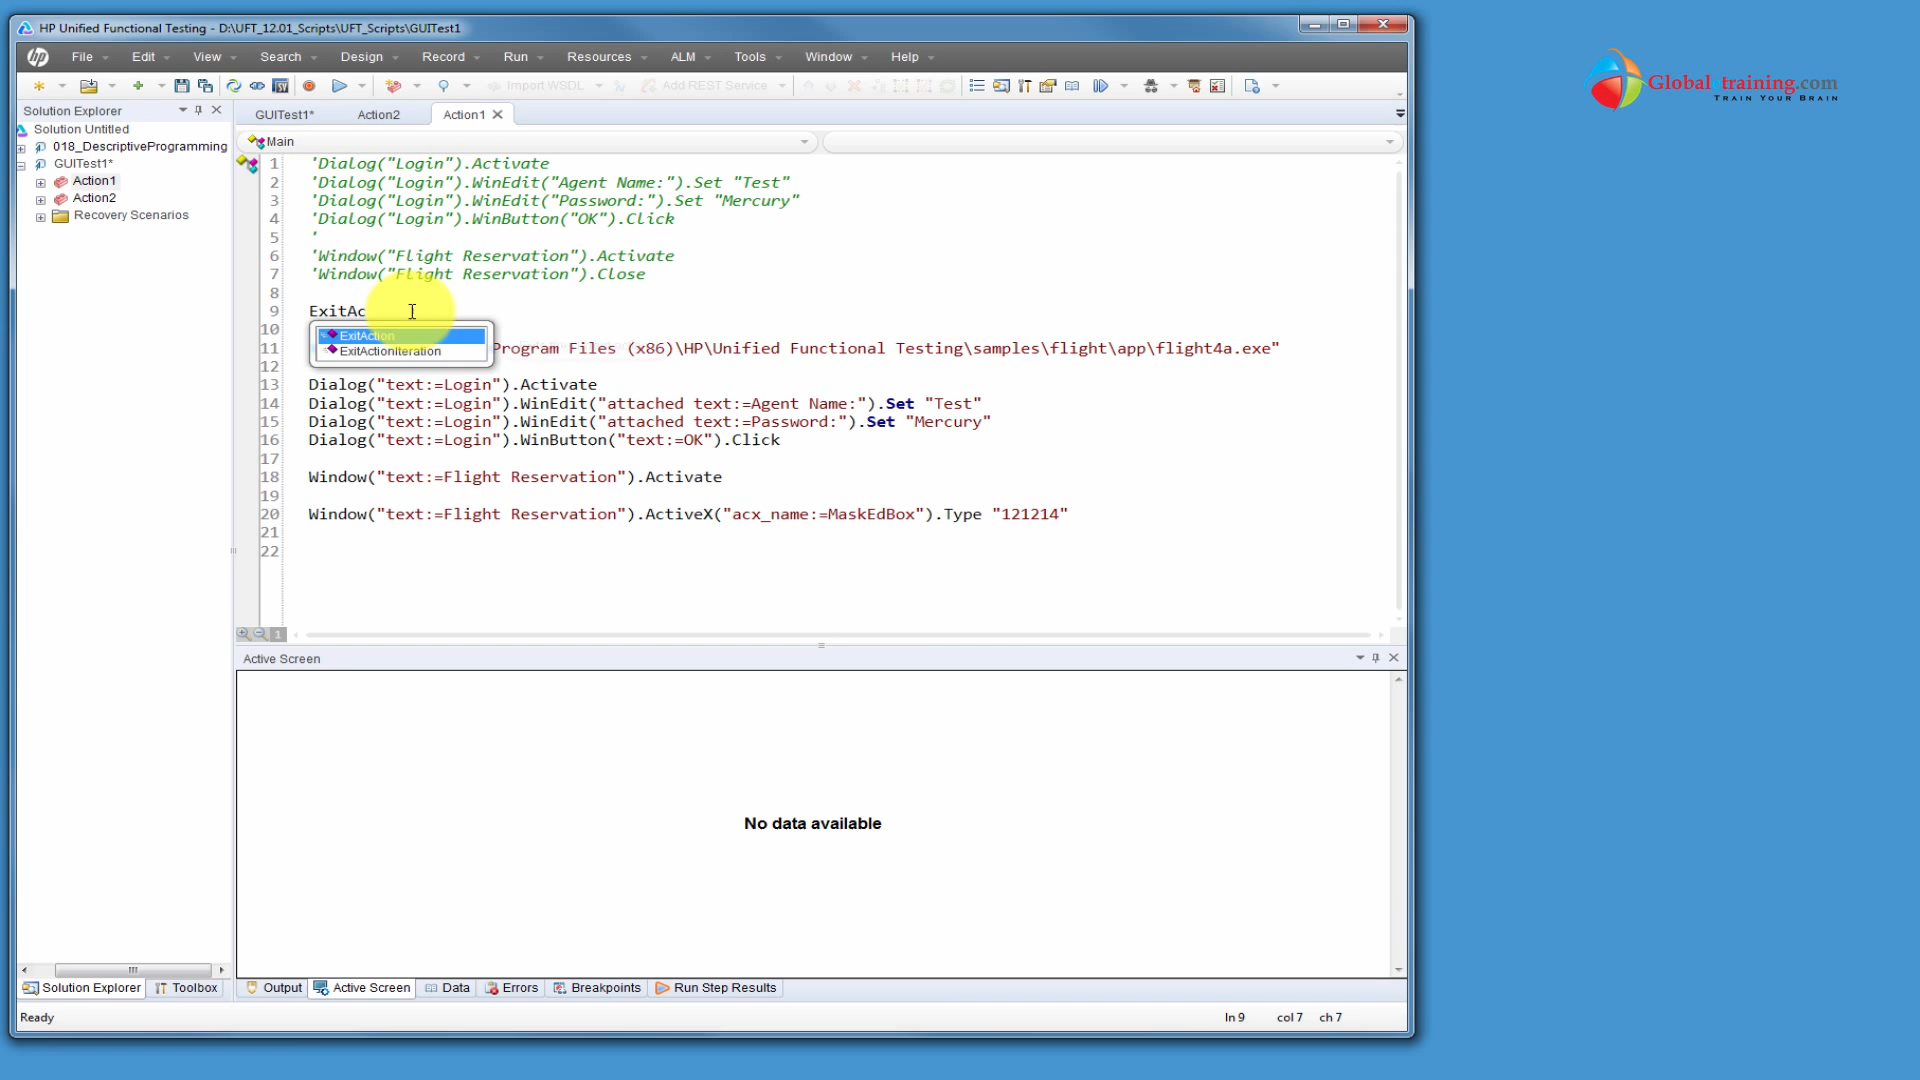 HP Unified Functional Testing - D:\UFT_12.01_Scripts\UFT_Scripts\GUITest1
File Edit View Search Design Record Run Resources ALM Tools Window Help
Import WSDL Add REST Service
Solution Explorer
GUITest1* Action2 Action1
Solution Untitled
018_DescriptiveProgramming
GUITest1*
Action1
Action2
Recovery Scenarios
Main
1 'Dialog("Login").Activate
2 'Dialog("Login").WinEdit("Agent Name:").Set "Test"
3 'Dialog("Login").WinEdit("Password:").Set "Mercury"
4 'Dialog("Login").WinButton("OK").Click
5 '
6 'Window("Flight Reservation").Activate
7 'Window("Flight Reservation").Close
8
9 ExitAc
10 ExitAction
ExitActionIteration
11 Program Files (x86)\HP\Unified Functional Testing\samples\flight\app\flight4a.exe"
12
13 Dialog("text:=Login").Activate
14 Dialog("text:=Login").WinEdit("attached text:=Agent Name:").Set "Test"
15 Dialog("text:=Login").WinEdit("attached text:=Password:").Set "Mercury"
16 Dialog("text:=Login").WinButton("text:=OK").Click
17
18 Window("text:=Flight Reservation").Activate
19
20 Window("text:=Flight Reservation").ActiveX("acx_name:=MaskEdBox").Type "121214"
21
22
1
Active Screen
No data available
Solution Explorer Toolbox Output Active Screen Data Errors Breakpoints Run Step Results
Ready ln 9 col 7 ch 7
Global training.com
TRAIN YOUR BRAIN